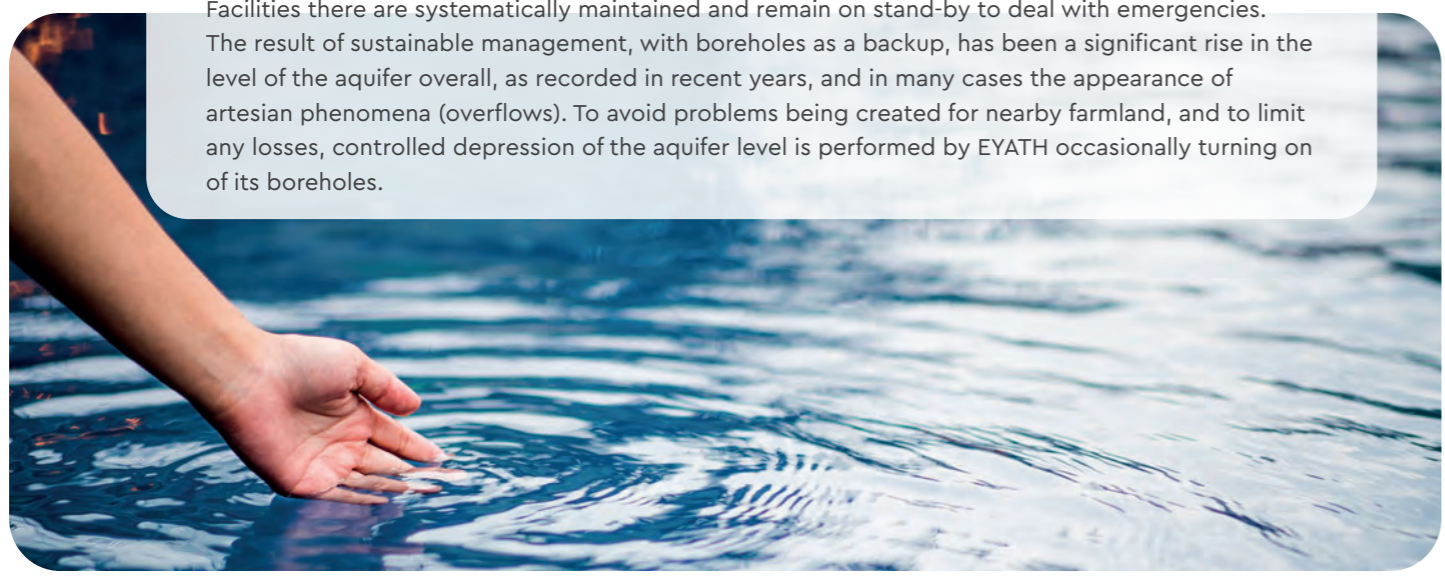 Facilities there are systematically maintained and remain on stand-by to deal with emergencies.
The result of sustainable management, with boreholes as a backup, has been a significant rise in the
level of the aquifer overall, as recorded in recent years, and in many cases the appearance of
artesian phenomena (overflows). To avoid problems being created for nearby farmland, and to limit
any losses, controlled depression of the aquifer level is performed by EYATH occasionally turning on
of its boreholes.